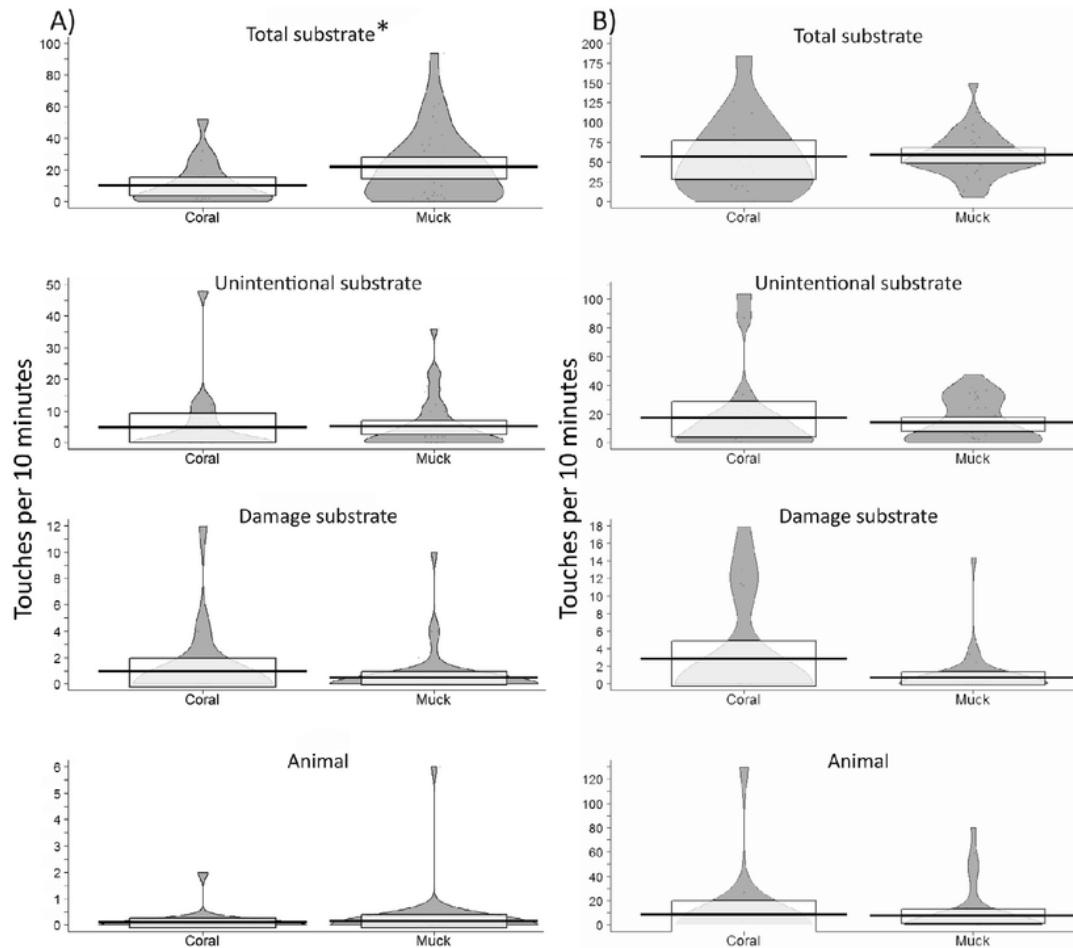 A)
Total substrate*
100
80
60
40
20
0
Coral Muck
Unintentional substrate
50
40
30
20
10
0
Coral Muck
Damage substrate
12
10
8
6
4
2
0
Coral Muck
Animal
6
5
4
3
2
1
0
Coral Muck
Touches per 10 minutes
B)
Total substrate
200
175
150
125
100
75
50
25
0
Coral Muck
Unintentional substrate
100
80
60
40
20
0
Coral Muck
Damage substrate
18
16
14
12
10
8
6
4
2
0
Coral Muck
Animal
120
100
80
60
40
20
0
Coral Muck
Touches per 10 minutes